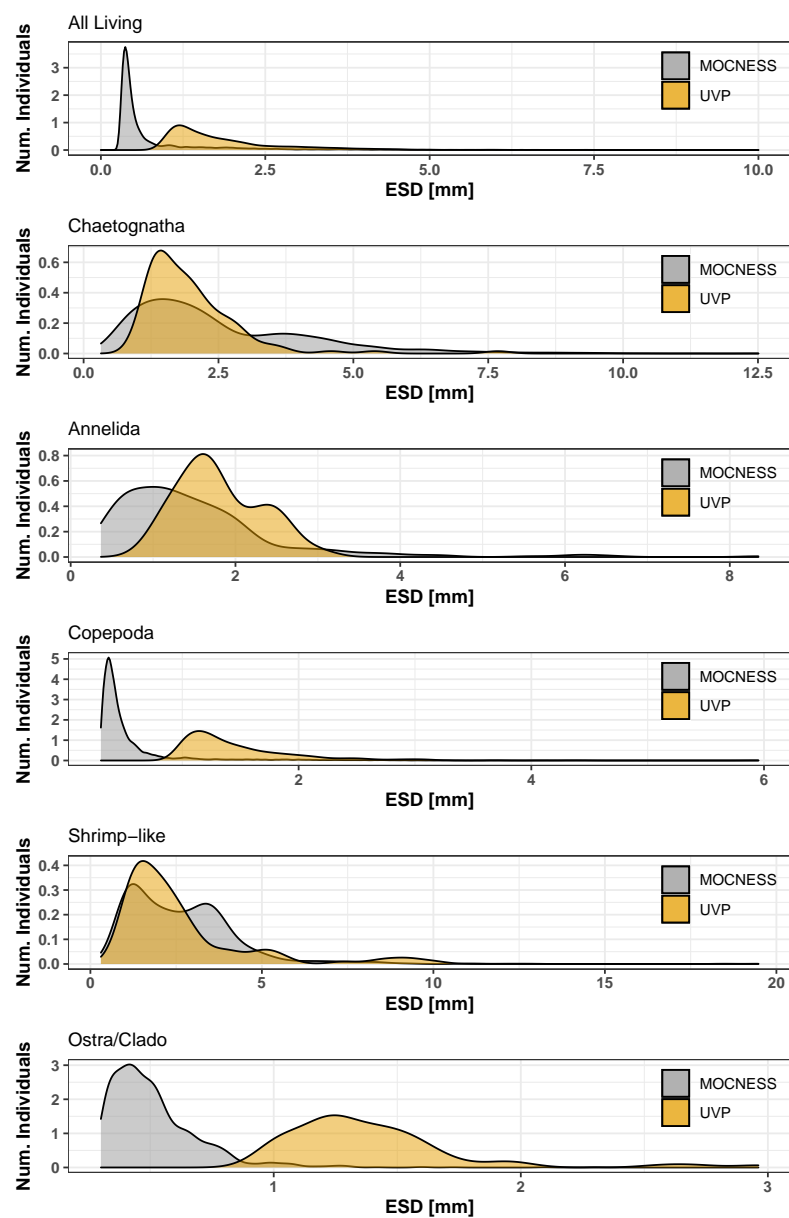 All Living
Num. Individuals
3
2
1
0
MOCNESS
UVP
0.0 2.5 5.0 7.5 10.0
ESD [mm]
Chaetognatha
Num. Individuals
0.6
0.4
0.2
0.0
MOCNESS
UVP
0.0 2.5 5.0 7.5 10.0 12.5
ESD [mm]
Annelida
Num. Individuals
0.8
0.6
0.4
0.2
0.0
MOCNESS
UVP
0 2 4 6 8
ESD [mm]
Copepoda
Num. Individuals
5
4
3
2
1
0
MOCNESS
UVP
2 4 6
ESD [mm]
Shrimp−like
Num. Individuals
0.4
0.3
0.2
0.1
0.0
MOCNESS
UVP
0 5 10 15 20
ESD [mm]
Ostra/Clado
Num. Individuals
3
2
1
0
MOCNESS
UVP
1 2 3
ESD [mm]